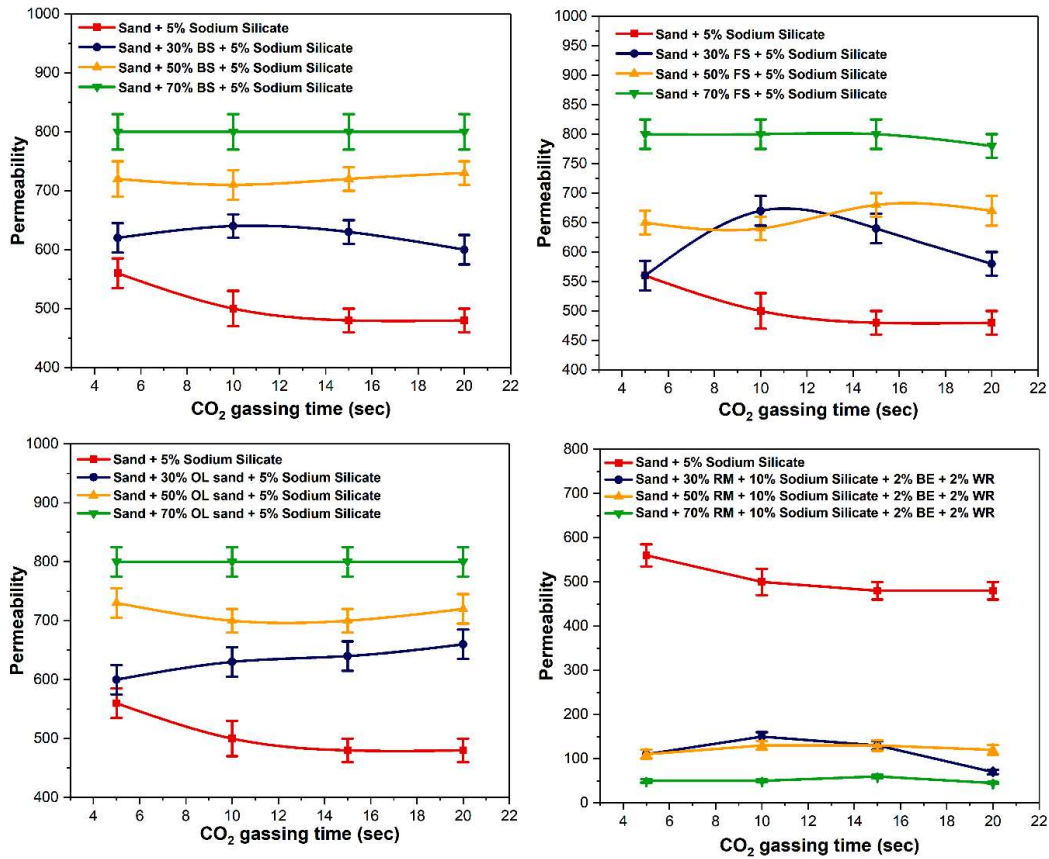 1000
900
800
700
600
500
400
Permeability
Sand + 5% Sodium Silicate
Sand + 30% BS + 5% Sodium Silicate
Sand + 50% BS + 5% Sodium Silicate
Sand + 70% BS + 5% Sodium Silicate
4 6 8 10 12 14 16 18 20 22
CO₂ gassing time (sec)
1000
950
900
850
800
750
700
650
600
550
500
450
400
Permeability
Sand + 5% Sodium Silicate
Sand + 30% FS + 5% Sodium Silicate
Sand + 50% FS + 5% Sodium Silicate
Sand + 70% FS + 5% Sodium Silicate
4 6 8 10 12 14 16 18 20 22
CO₂ gassing time (sec)
1000
900
800
700
600
500
400
Permeability
Sand + 5% Sodium Silicate
Sand + 30% OL sand + 5% Sodium Silicate
Sand + 50% OL sand + 5% Sodium Silicate
Sand + 70% OL sand + 5% Sodium Silicate
4 6 8 10 12 14 16 18 20 22
CO₂ gassing time (sec)
800
700
600
500
400
300
200
100
0
Permeability
Sand + 5% Sodium Silicate
Sand + 30% RM + 10% Sodium Silicate + 2% BE + 2% WR
Sand + 50% RM + 10% Sodium Silicate + 2% BE + 2% WR
Sand + 70% RM + 10% Sodium Silicate + 2% BE + 2% WR
4 6 8 10 12 14 16 18 20 22
CO₂ gassing time (sec)